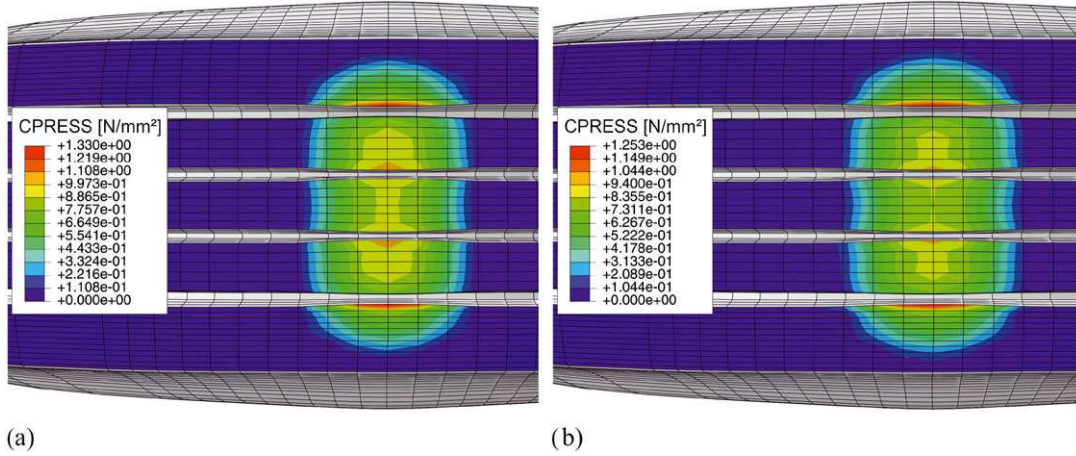 CPRESS [N/mm²]
+1.330e+00
+1.219e+00
+1.108e+00
+9.973e-01
+8.865e-01
+7.757e-01
+6.649e-01
+5.541e-01
+4.433e-01
+3.324e-01
+2.216e-01
+1.108e-01
+0.000e+00
CPRESS [N/mm²]
+1.253e+00
+1.149e+00
+1.044e+00
+9.400e-01
+8.355e-01
+7.311e-01
+6.267e-01
+5.222e-01
+4.178e-01
+3.133e-01
+2.089e-01
+1.044e-01
+0.000e+00
(a)
(b)